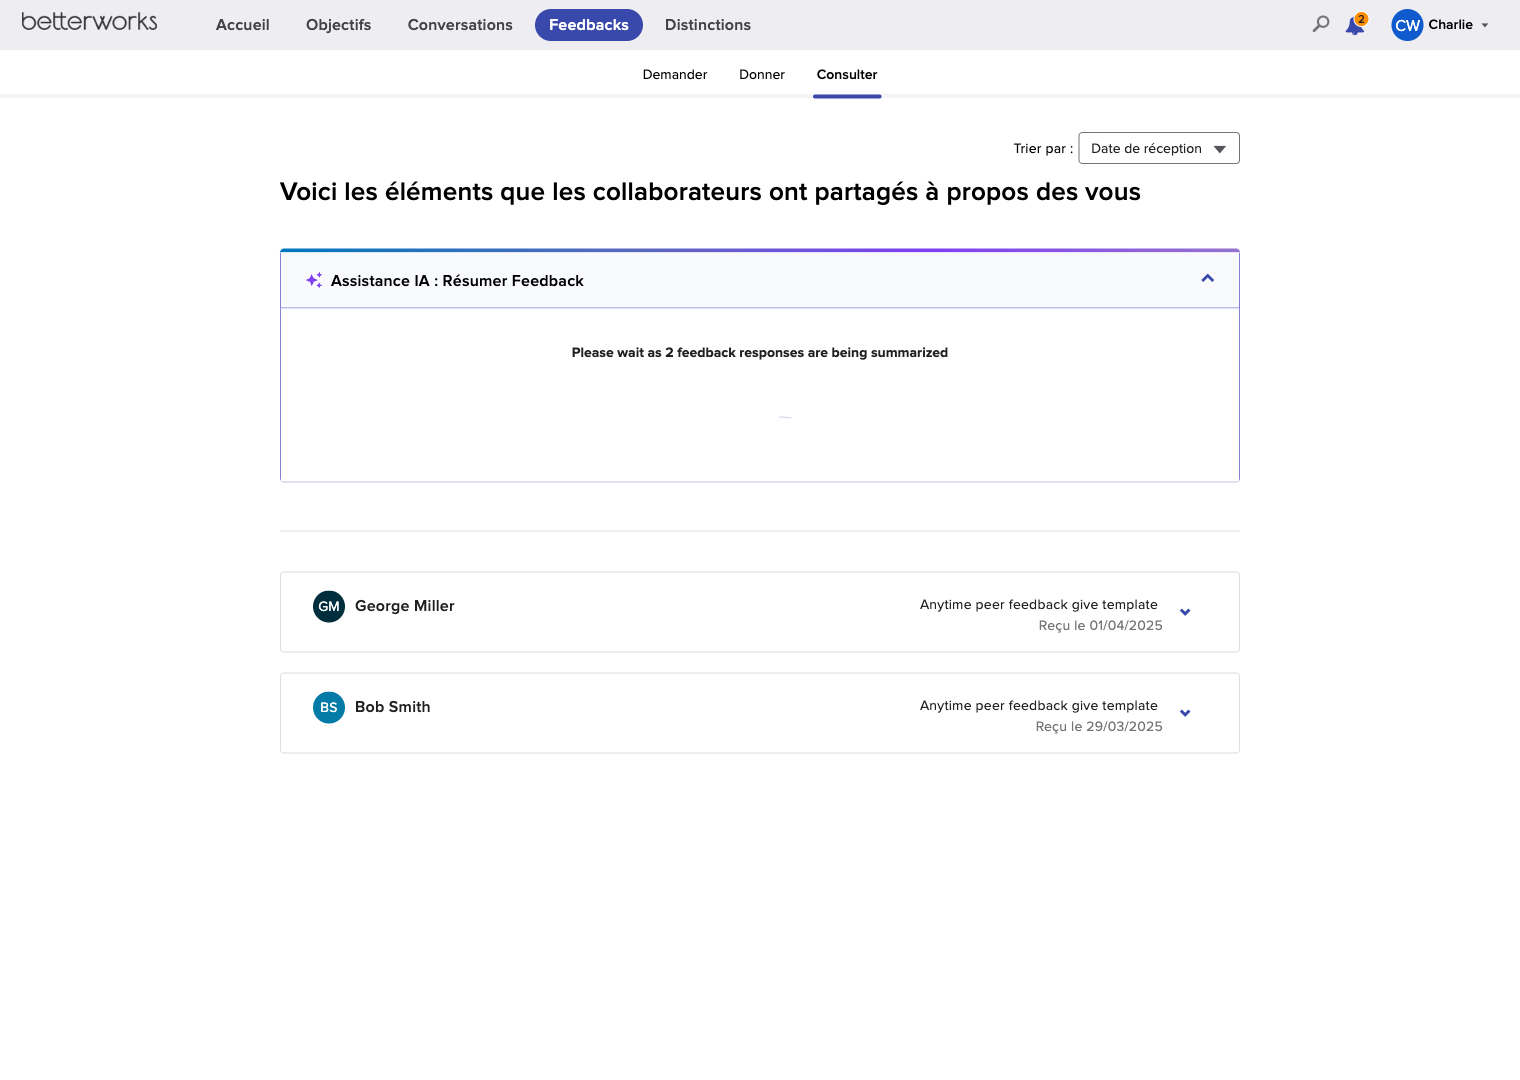 betterworks
Accueil
Objectifs
Conversations
Feedbacks
Distinctions
2
CW
Charlie
Demander
Donner
Consulter
Trier par :
Date de réception
Voici les éléments que les collaborateurs ont partagés à propos des vous
Assistance IA : Résumer Feedback
Please wait as 2 feedback responses are being summarized
GM
George Miller
Anytime peer feedback give template
Reçu le 01/04/2025
BS
Bob Smith
Anytime peer feedback give template
Reçu le 29/03/2025